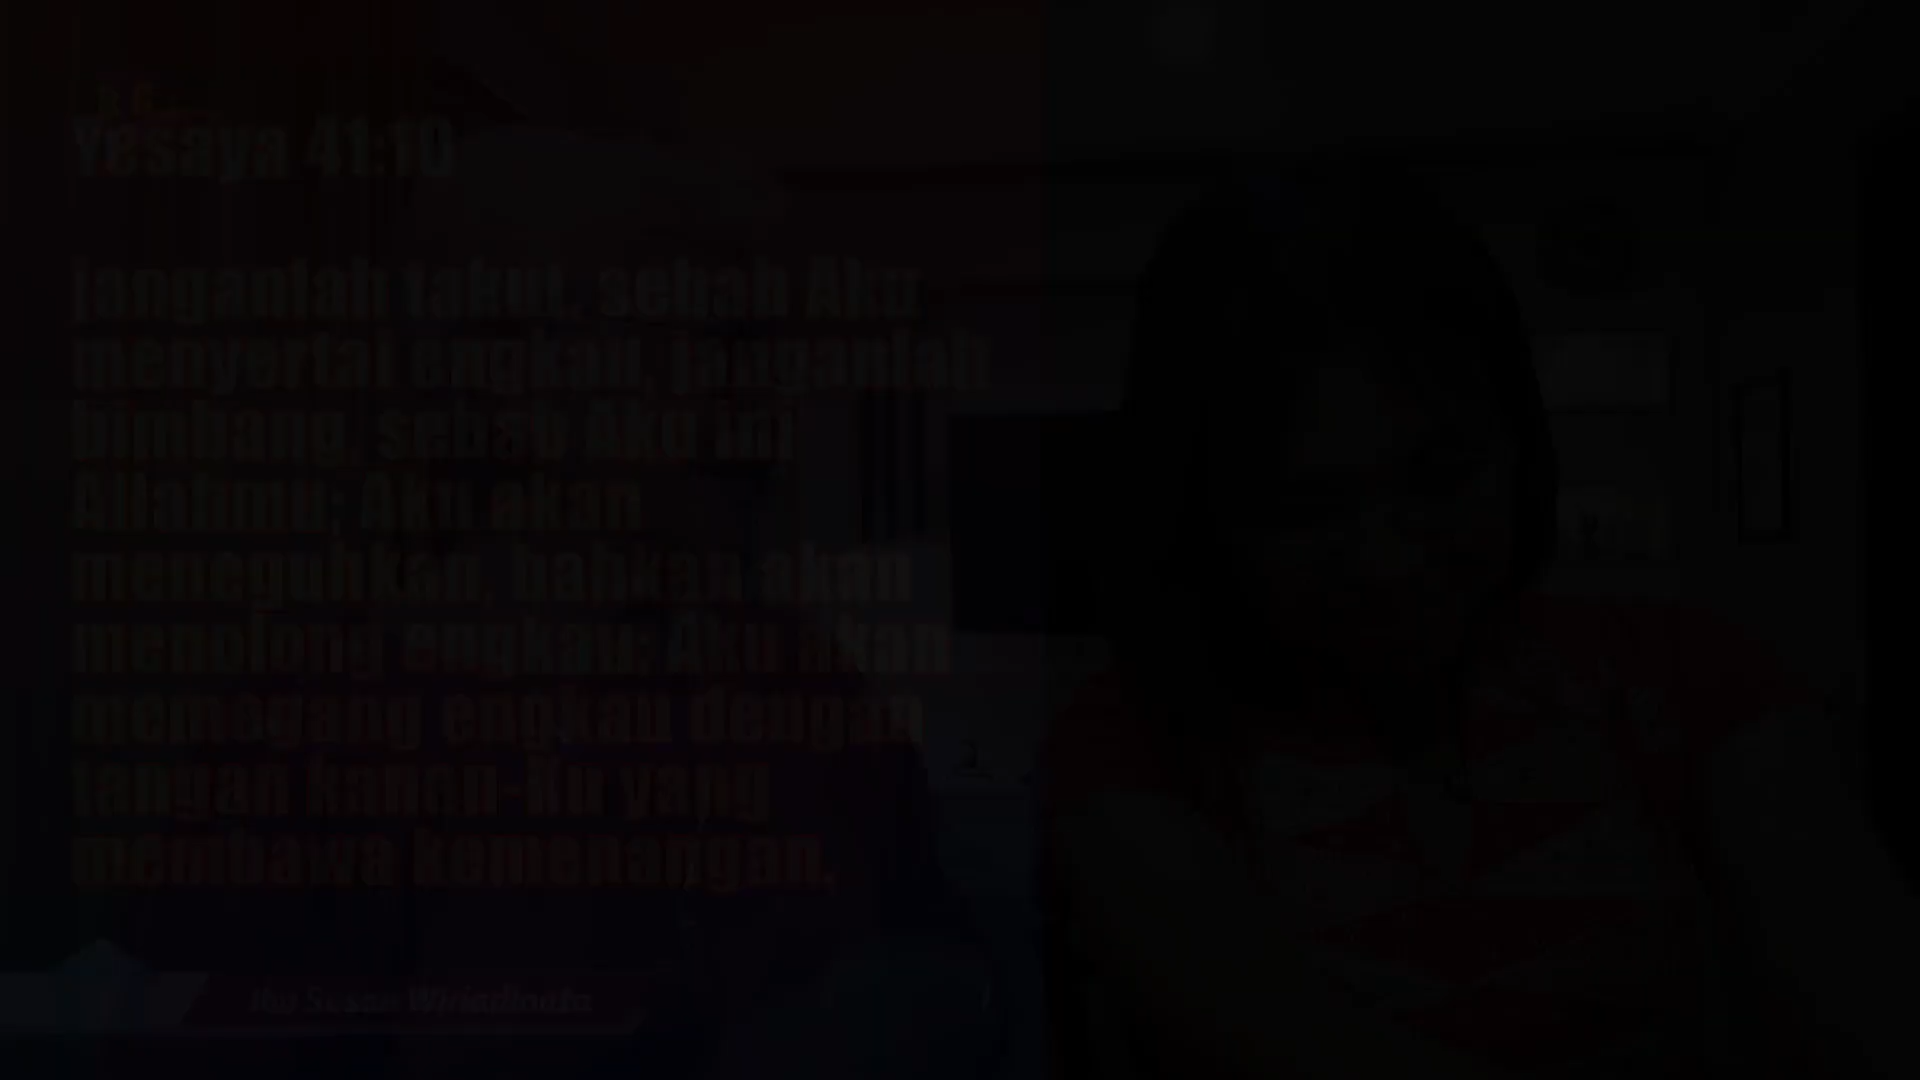 Yesaya 41:10
Janganlah takut, sebab Aku
menyertai engkau, janganlah
bimbang, sebab Aku ini
Allahmu; Aku akan
meneguhkan, bahkan akan
menolong engkau; Aku akan
memegang engkau dengan
tangan kanan-Ku yang
membawa kemenangan.
Ibu Susan Wiriadinata